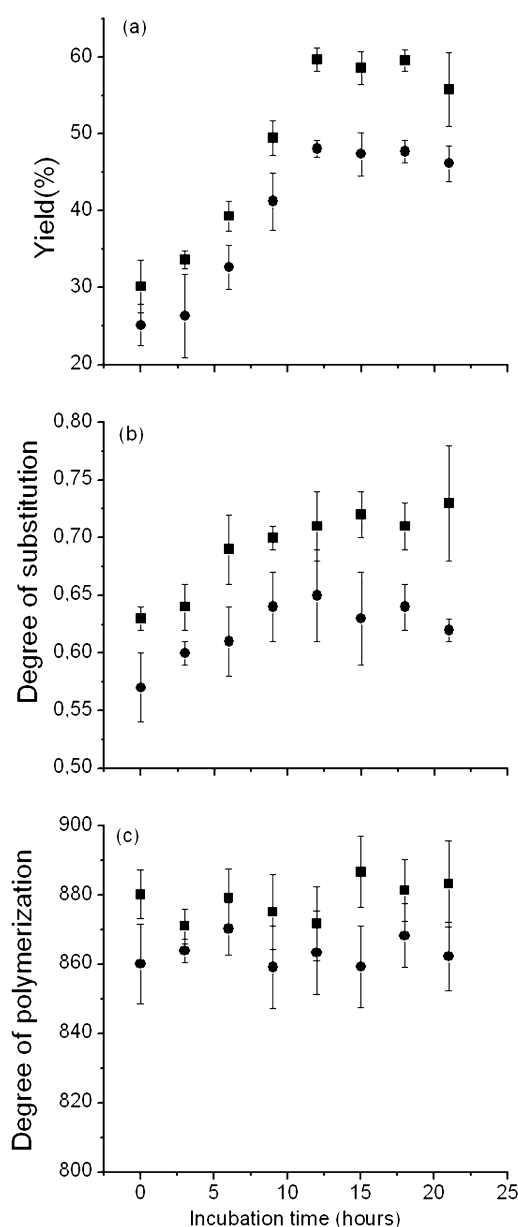 (a)
60
50
40
30
20
Yield(%)
(b)
0,80
0,75
0,70
0,65
0,60
0,55
0,50
Degree of substitution
(c)
900
880
860
840
820
800
Degree of polymerization
0 5 10 15 20 25
Incubation time (hours)